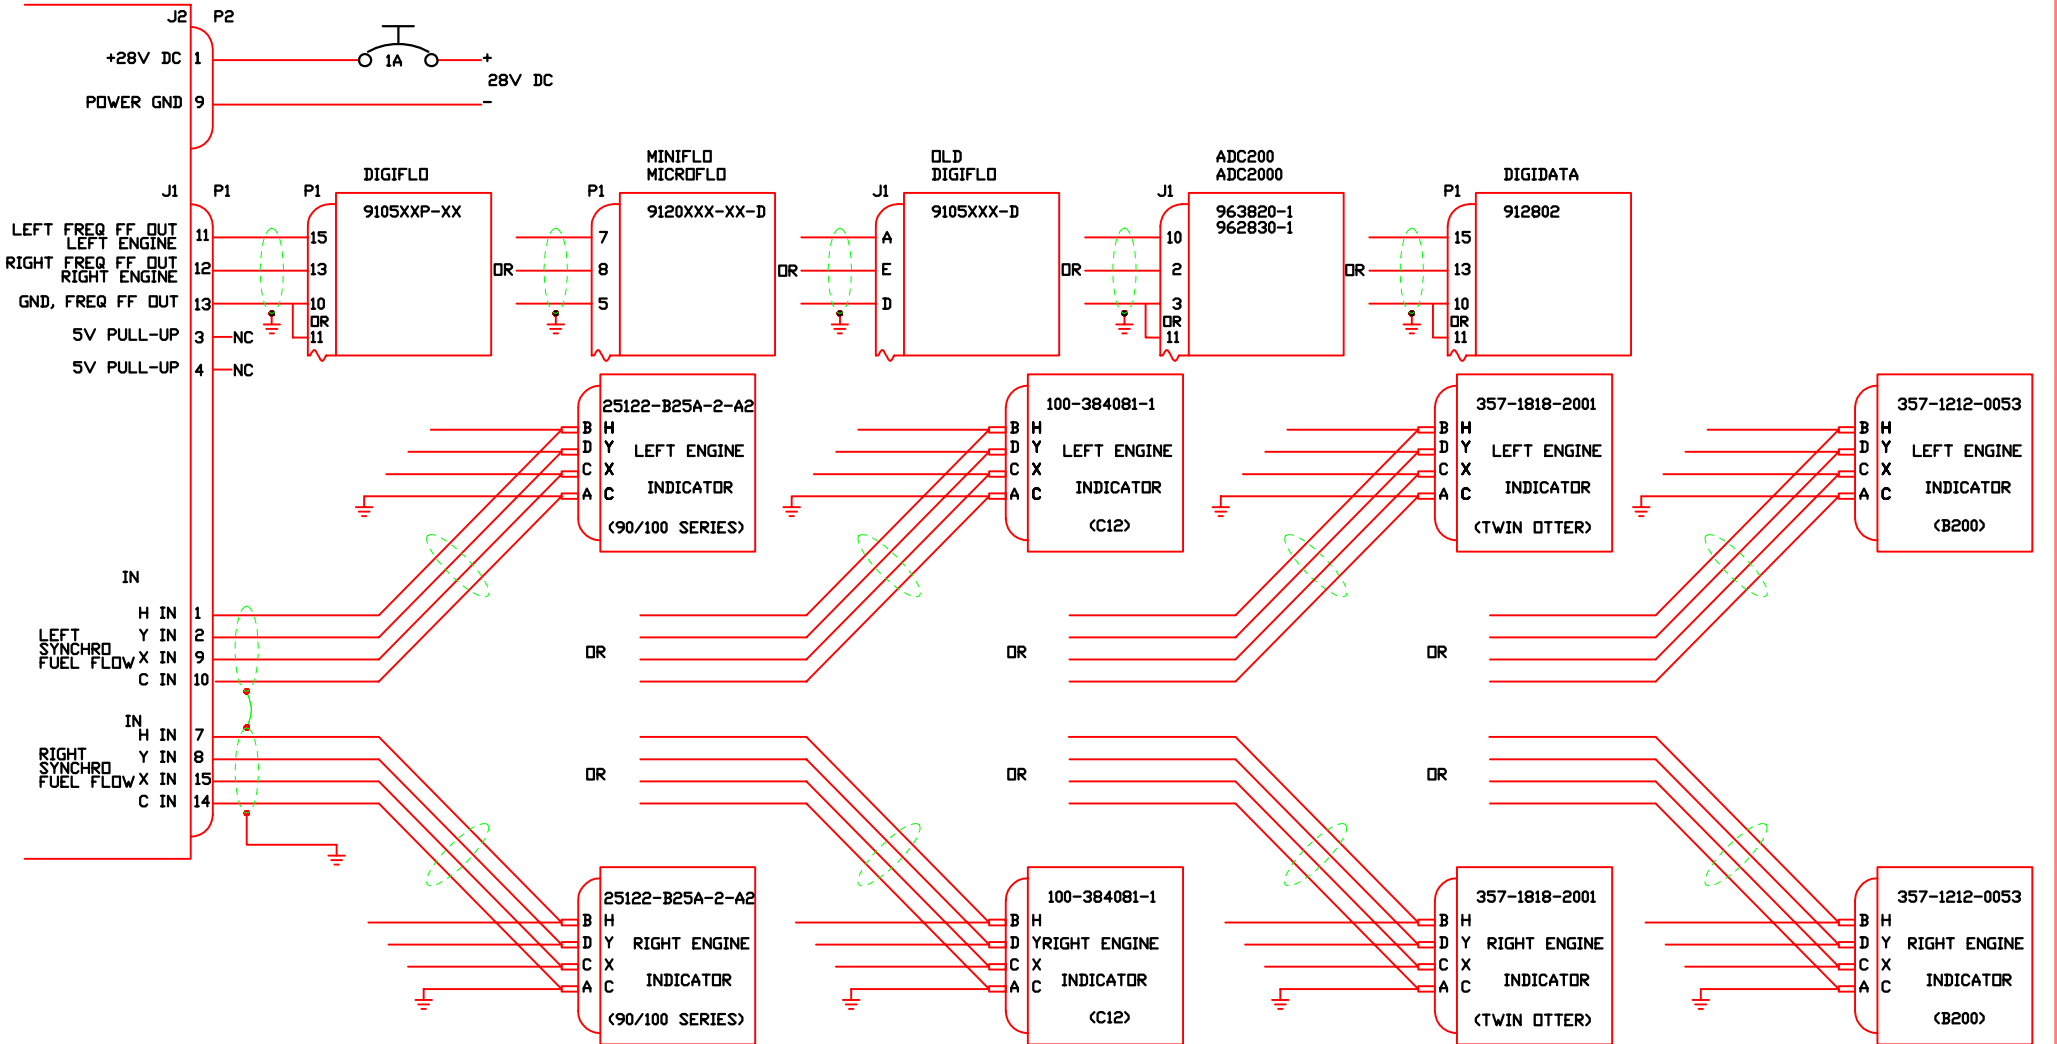 J2 P2
+28V DC 1 1A +
28V DC
POWER GND 9 -
J1 P1
LEFT FREQ FF OUT
LEFT ENGINE 11
RIGHT FREQ FF OUT
RIGHT ENGINE 12
GND, FREQ FF OUT 13
5V PULL-UP 3 NC
5V PULL-UP 4 NC
DIGIFLO
P1
9105XXP-XX
15
13
10
OR
11
OR
MINIFLO
MICROFLO
P1
9120XXX-XX-D
7
8
5
OR
OLD
DIGIFLO
J1
9105XXX-D
A
E
D
OR
ADC200
ADC2000
J1
963820-1
962830-1
10
2
3
OR
11
OR
DIGIDATA
P1
912802
15
13
10
OR
11
25122-B25A-2-A2
B H
D Y LEFT ENGINE
C X
INDICATOR
A C
(90/100 SERIES)
100-384081-1
B H
D Y LEFT ENGINE
C X
INDICATOR
A C
(C12)
357-1818-2001
B H
D Y LEFT ENGINE
C X
INDICATOR
A C
(TWIN OTTER)
357-1212-0053
B H
D Y LEFT ENGINE
C X
INDICATOR
A C
(B200)
IN
H IN 1
Y IN 2
X IN 9
C IN 10
LEFT
SYNCHRO
FUEL FLOW
OR
OR
OR
IN
H IN 7
Y IN 8
X IN 15
C IN 14
RIGHT
SYNCHRO
FUEL FLOW
OR
OR
OR
25122-B25A-2-A2
B H
D Y RIGHT ENGINE
C X
INDICATOR
A C
(90/100 SERIES)
100-384081-1
B H
D Y RIGHT ENGINE
C X
INDICATOR
A C
(C12)
357-1818-2001
B H
D Y RIGHT ENGINE
C X
INDICATOR
A C
(TWIN OTTER)
357-1212-0053
B H
D Y RIGHT ENGINE
C X
INDICATOR
A C
(B200)